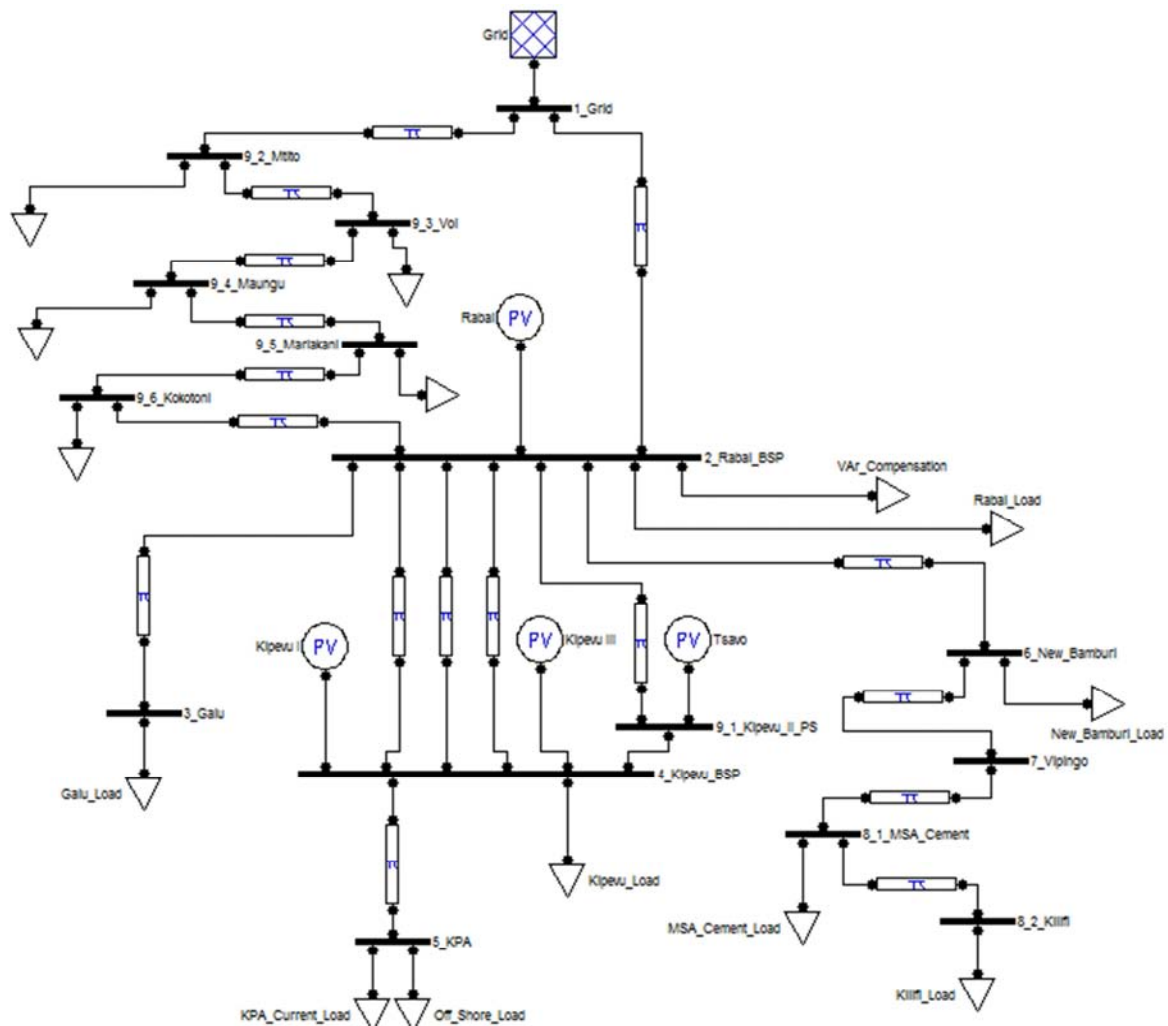 Grid
1_Grid
9_2_Mtito
9_3_Voi
9_4_Maungu
Rabai
PV
9_5_Mariakani
9_6_Kokotoni
2_Rabai_BSP
VAr_Compensation
Rabai_Load
Kipevu I
PV
Kipevu III
PV
Tsavo
PV
6_New_Bamburi
New_Bamburi_Load
3_Galu
9_1_Kipevu_II_PS
7_Vipingo
4_Kipevu_BSP
Galu_Load
8_1_MSA_Cement
Kipevu_Load
MSA_Cement_Load
8_2_Kilifi
5_KPA
Kilifi_Load
KPA_Current_Load
Off_Shore_Load